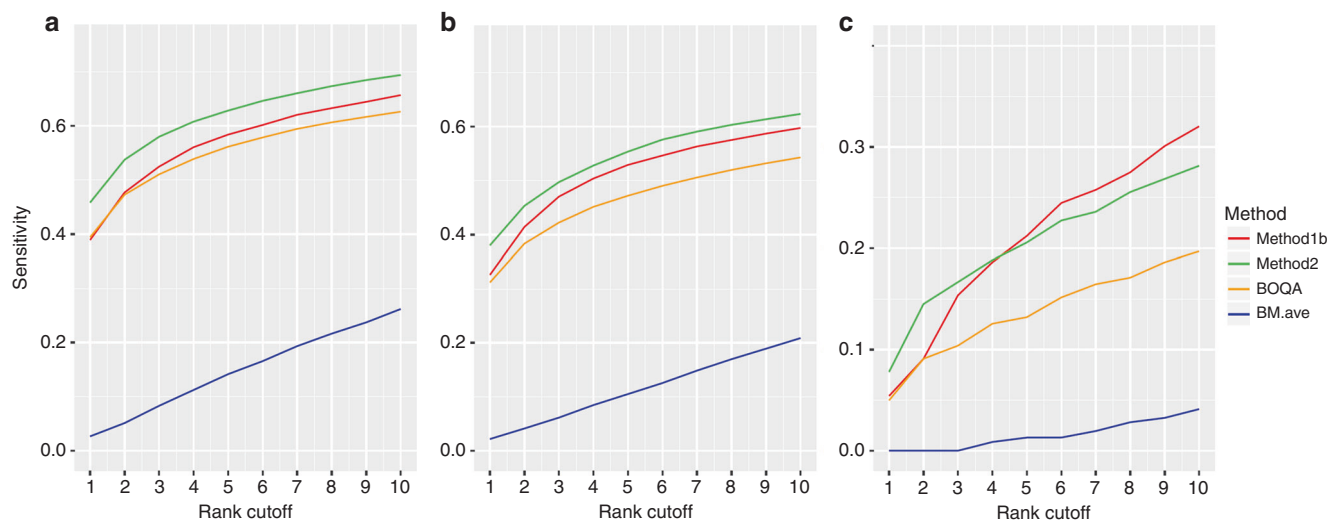 a
b
c
Sensitivity
0.6
0.4
0.2
0.0
1 2 3 4 5 6 7 8 9 10
Rank cutoff
0.6
0.4
0.2
0.0
1 2 3 4 5 6 7 8 9 10
Rank cutoff
0.3
0.2
0.1
0.0
1 2 3 4 5 6 7 8 9 10
Rank cutoff
Method
Method1b
Method2
BOQA
BM.ave